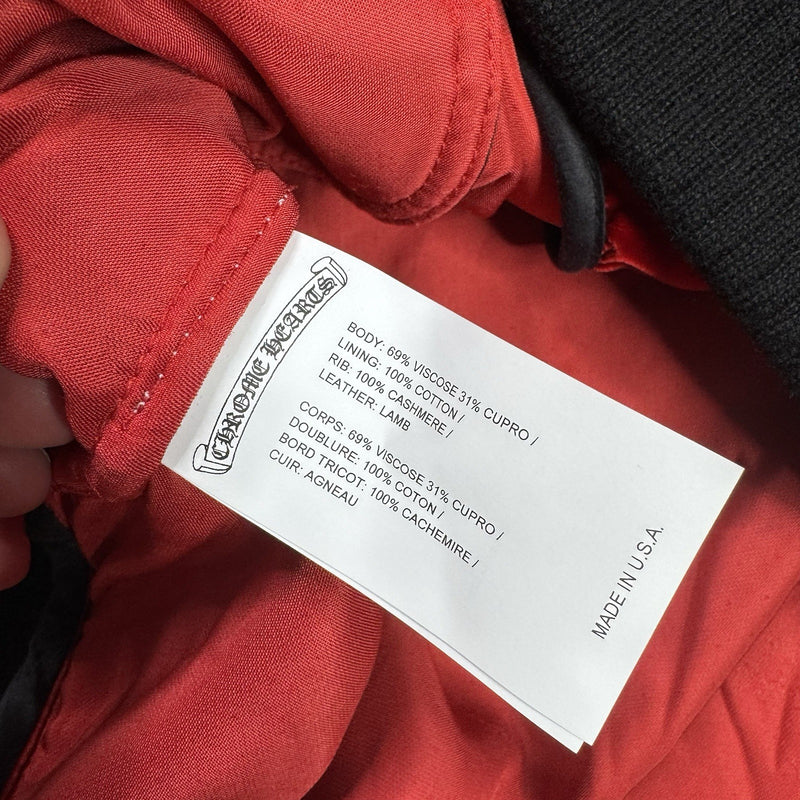 CHROME HEARTS
BODY: 69% VISCOSE 31% CUPRO /
LINING: 100% COTTON /
RIB: 100% CASHMERE /
LEATHER: LAMB
CORPS: 69% VISCOSE 31% CUPRO /
DOUBLURE: 100% COTON /
BORD TRICOT: 100% CACHEMIRE /
CUIR: AGNEAU
MADE IN U.S.A.